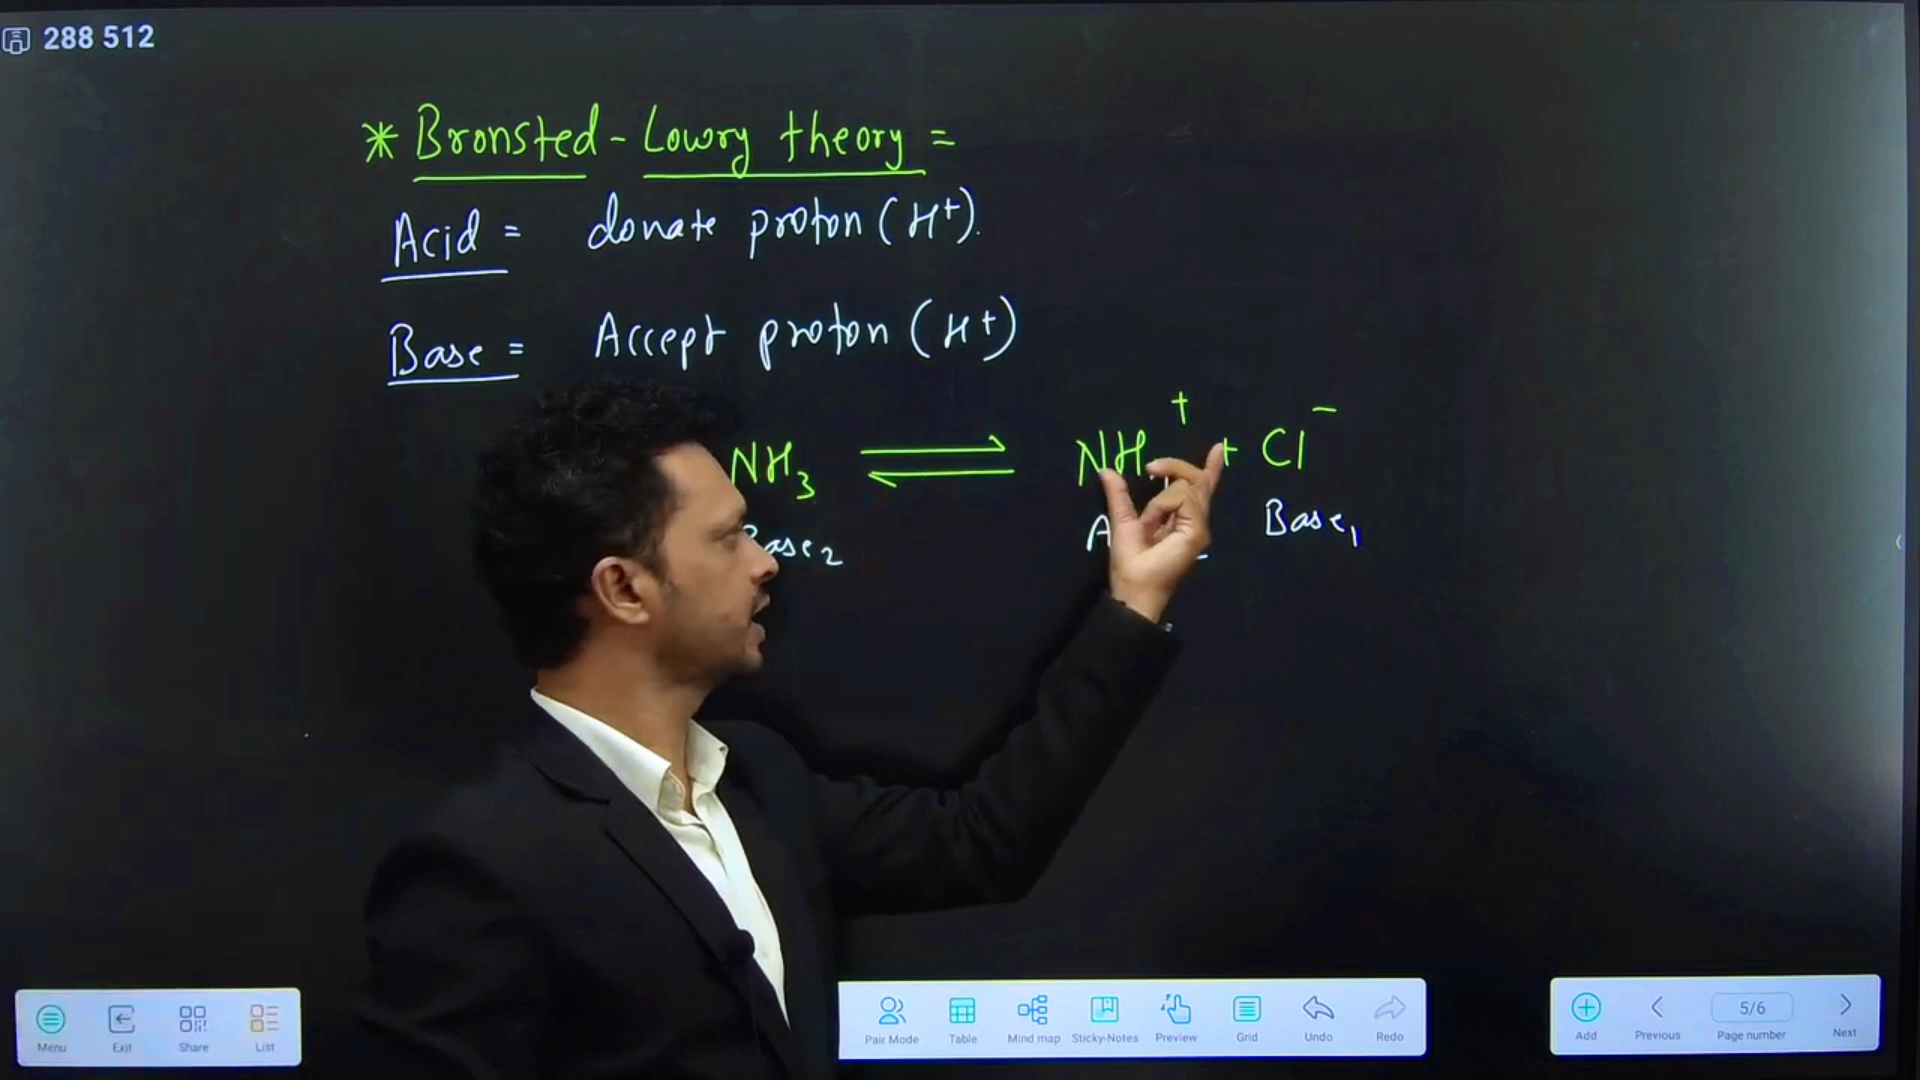 288 512
* Bronsted - Lowry theory =
Acid = donate proton (H+).
Base = Accept proton (H+)
NH3 ⇌ NH + Cl-
Base1
Menu Exit Share List
Pair Mode Table Mind map Sticky-Notes Preview Grid Undo Redo
5/6
Add Previous Page number Next